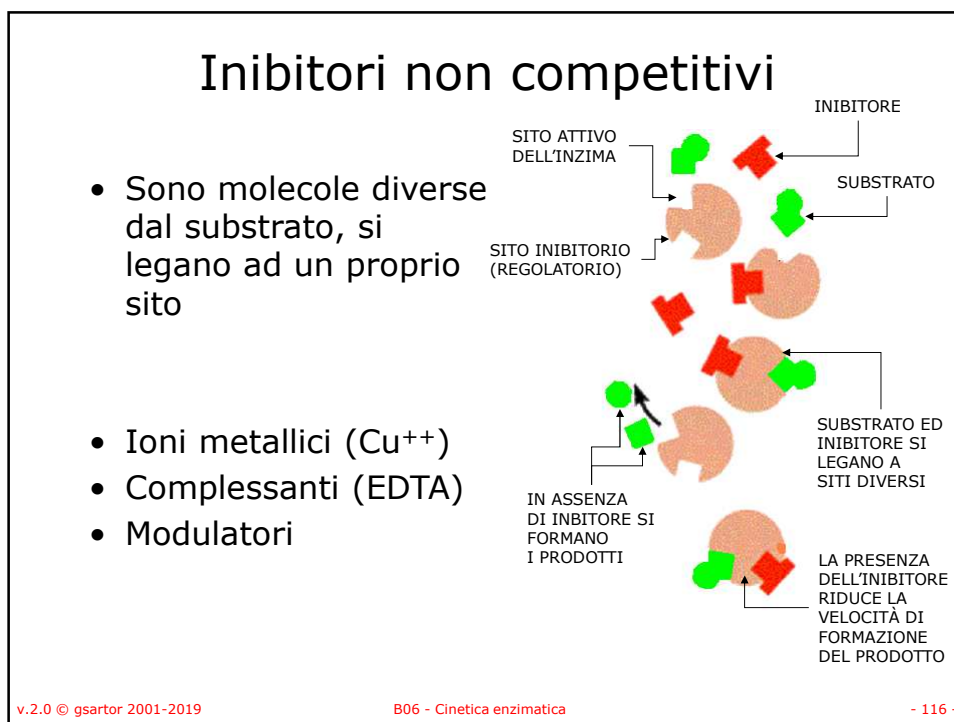 Inibitori non competitivi
• Sono molecole diverse
dal substrato, si
legano ad un proprio
sito
• Ioni metallici (Cu++)
• Complessanti (EDTA)
• Modulatori
INIBITORE
SITO ATTIVO
DELL'INZIMA
SUBSTRATO
SITO INIBITORIO
(REGOLATORIO)
SUBSTRATO ED
INIBITORE SI
LEGANO A
SITI DIVERSI
IN ASSENZA
DI INBITORE SI
FORMANO
I PRODOTTI
LA PRESENZA
DELL'INIBITORE
RIDUCE LA
VELOCITÀ DI
FORMAZIONE
DEL PRODOTTO
v.2.0 © gsartor 2001-2019
B06 - Cinetica enzimatica
- 116 -